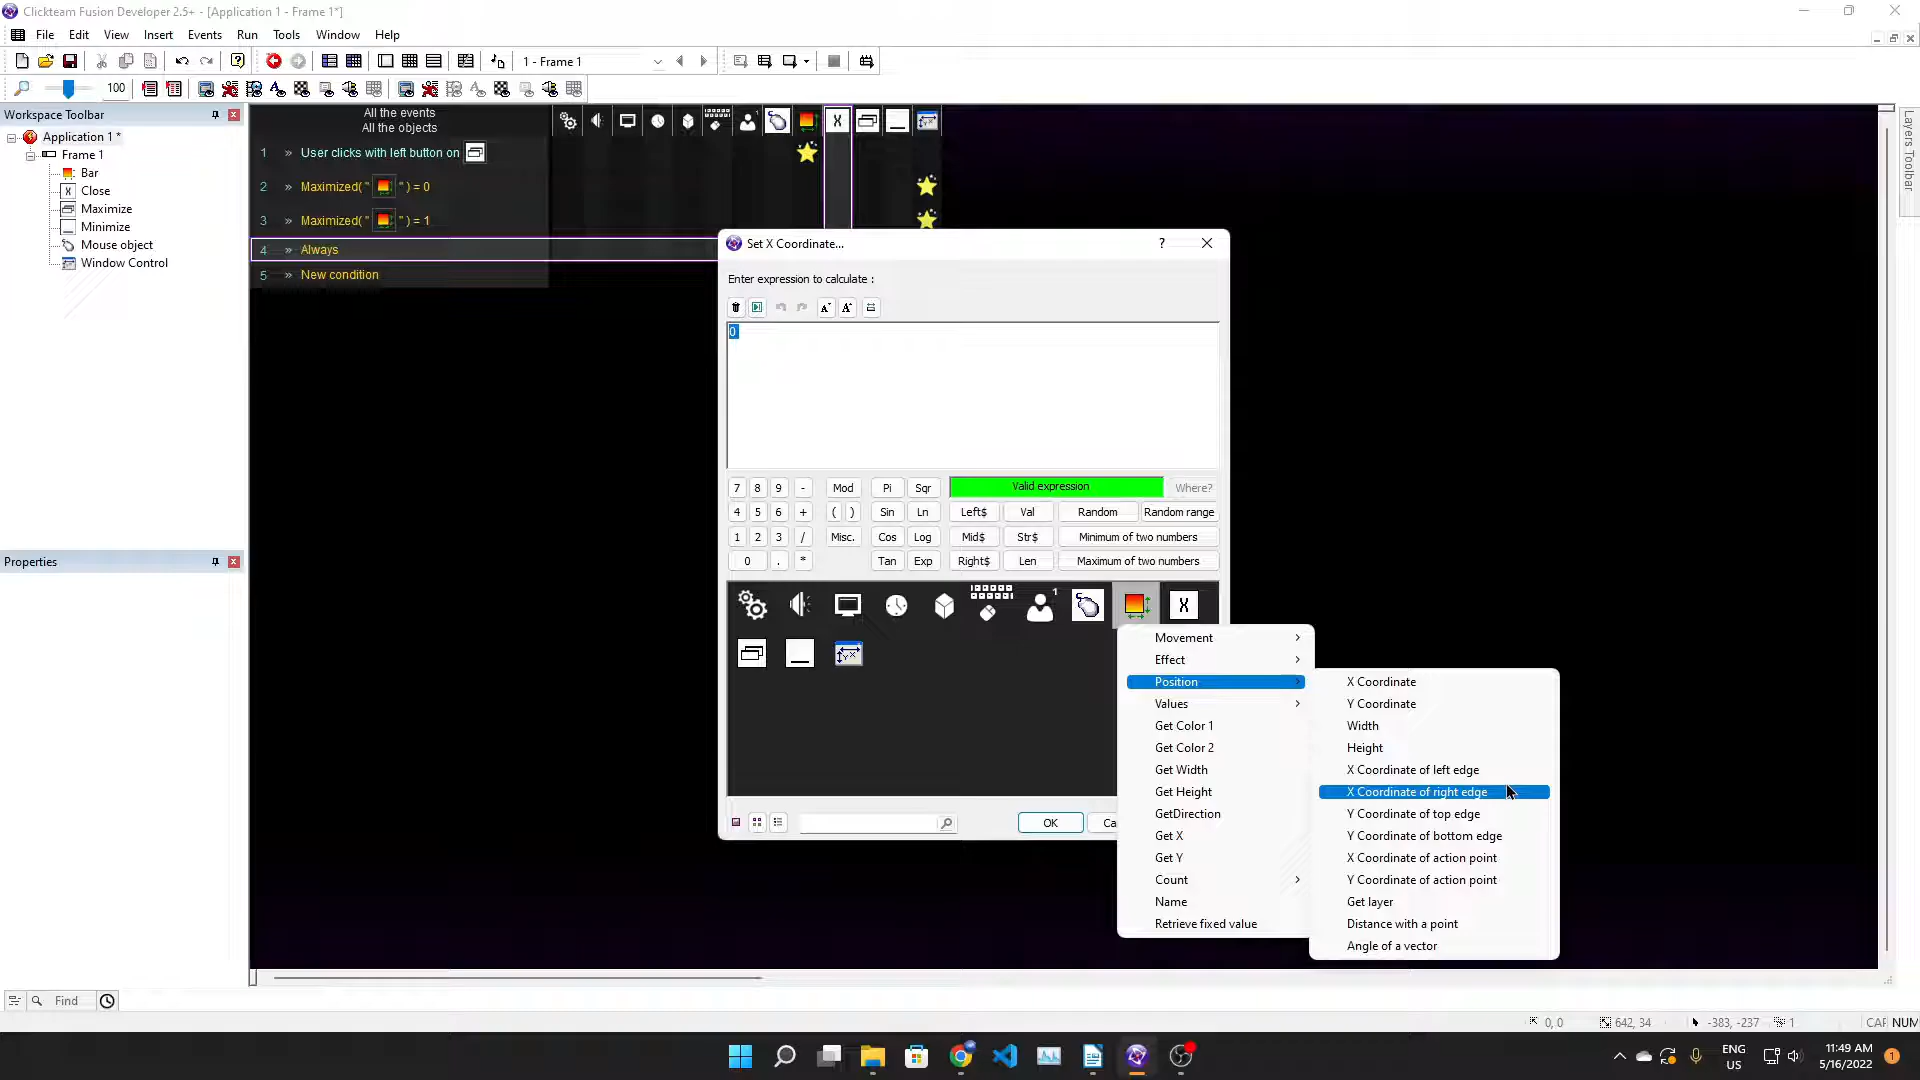 Clickteam Fusion Developer 2.5+ - [Application 1 - Frame 1*]
File Edit View Insert Events Run Tools Window Help
1 - Frame 1
100
Workspace Toolbar
Application 1 *
Frame 1
Bar
Close
Maximize
Minimize
Mouse object
Window Control
Properties
All the events
All the objects
1 » User clicks with left button on
2 » Maximized( " " ) = 0
3 » Maximized( " " ) = 1
4 » Always
5 » New condition
Layers Toolbar
Set X Coordinate...
Enter expression to calculate :
0
7 8 9 - Mod Pi Sqr Valid expression Where?
4 5 6 + ( ) Sin Ln Left$ Val Random Random range
1 2 3 / Misc. Cos Log Mid$ Str$ Minimum of two numbers
0 . * Tan Exp Right$ Len Maximum of two numbers
OK
Ca
Movement
Effect
Position
Values
Get Color 1
Get Color 2
Get Width
Get Height
GetDirection
Get X
Get Y
Count
Name
Retrieve fixed value
X Coordinate
Y Coordinate
Width
Height
X Coordinate of left edge
X Coordinate of right edge
Y Coordinate of top edge
Y Coordinate of bottom edge
X Coordinate of action point
Y Coordinate of action point
Get layer
Distance with a point
Angle of a vector
Find
0, 0 642, 34 -383, -237 1 CAF NUM
ENG
US
11:49 AM
5/16/2022
1